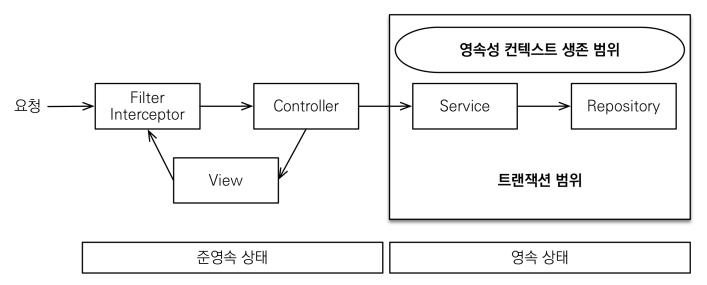 영속성 컨텍스트 생존 범위
요청
Filter
Interceptor
Controller
Service
Repository
View
트랜잭션 범위
준영속 상태
영속 상태